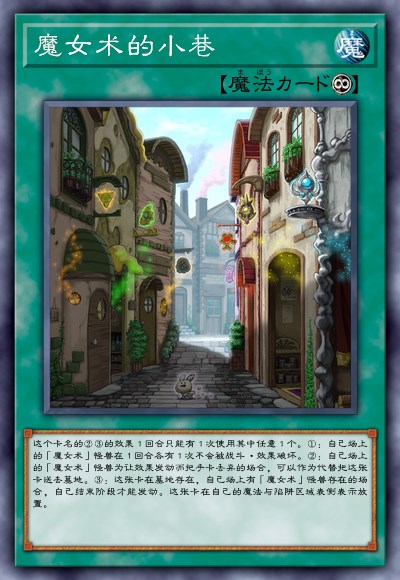 魔女术的小巷
魔
【魔法カード】
まほう
这个卡名的②③的效果1回合只能有1次使用其中任意1个。①：自己场上
的「魔女术」怪兽在1回合各有1次不会被战斗·效果破坏。②：自己场上
的「魔女术」怪兽为让效果发动而把手卡丢弃的场合，可以作为代替把这张
卡送去墓地。③：这张卡在墓地存在，自己场上有「魔女术」怪兽存在的场
合，自己结束阶段才能发动。这张卡在自己的魔法与陷阱区域表侧表示放
置。